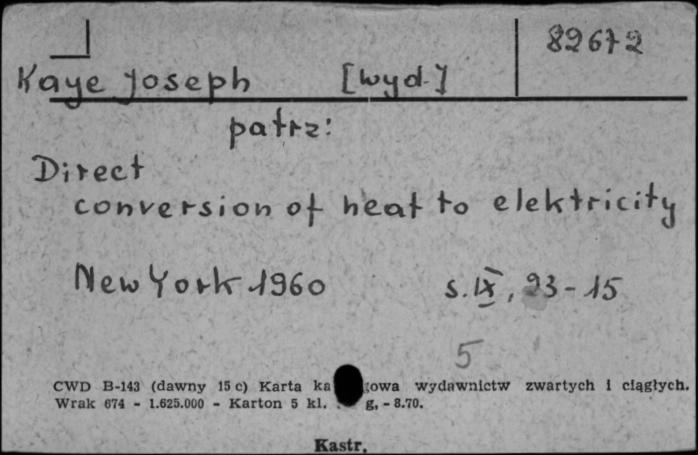 82672
Kaye Joseph [wyd.]
patrz:
Direct
conversion of heat to elektricity
New York 1960 s. IX, 23-15
5
CWD B-143 (dawny 15 c) Karta ka towa wydawnictw zwartych i ciągłych.
Wrak 674 - 1.625.000 - Karton 5 kl. g, - 8.70.
Kastr.